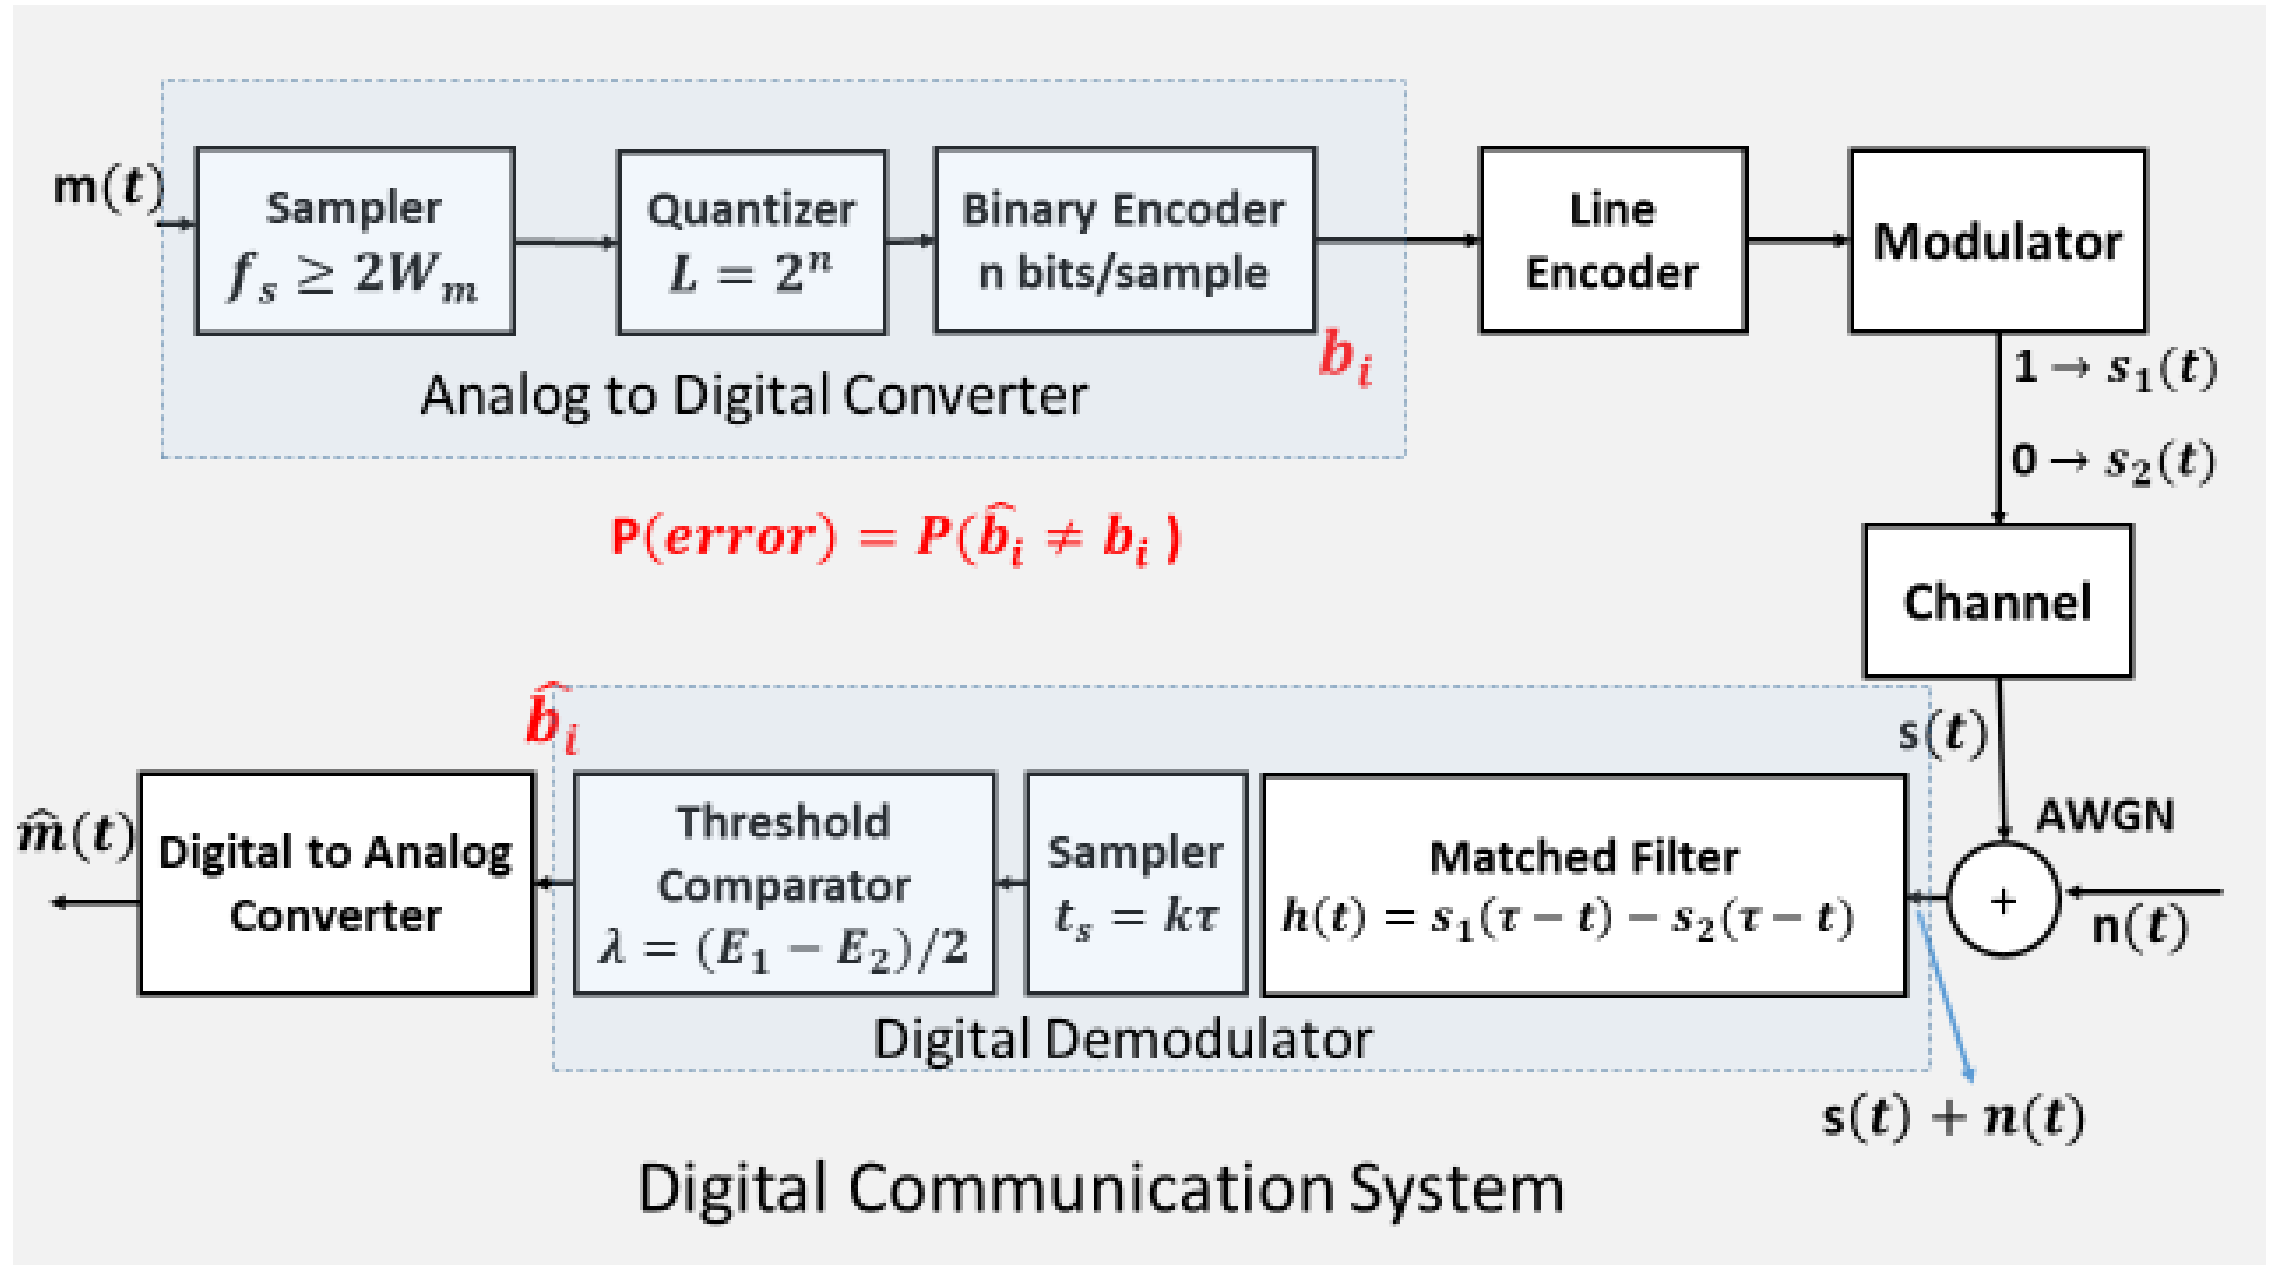 m(t)
Sampler
f_s ≥ 2W_m
Quantizer
L = 2^n
Binary Encoder
n bits/sample
b_i
Analog to Digital Converter
Line
Encoder
Modulator
1 → s_1(t)
0 → s_2(t)
P(error) = P(b̂_i ≠ b_i )
Channel
s(t)
AWGN
+
n(t)
s(t) + n(t)
Matched Filter
h(t) = s_1(τ − t) − s_2(τ − t)
Sampler
t_s = kτ
Threshold
Comparator
λ = (E_1 − E_2)/2
Digital Demodulator
b̂_i
Digital to Analog
Converter
m̂(t)
Digital Communication System